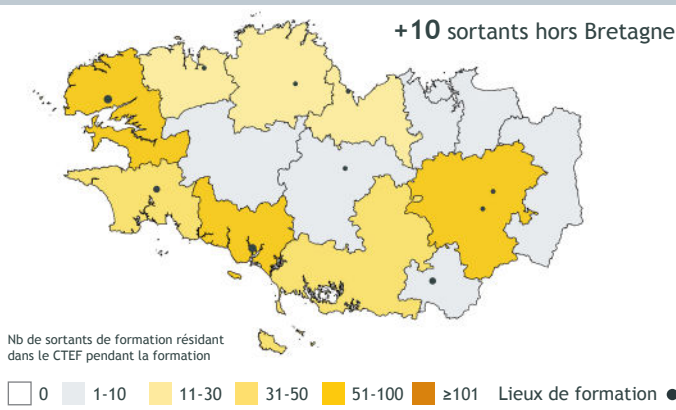 +10 sortants hors Bretagne
Nb de sortants de formation résidant
dans le CTEF pendant la formation
0 1-10 11-30 31-50 51-100 ≥101 Lieux de formation